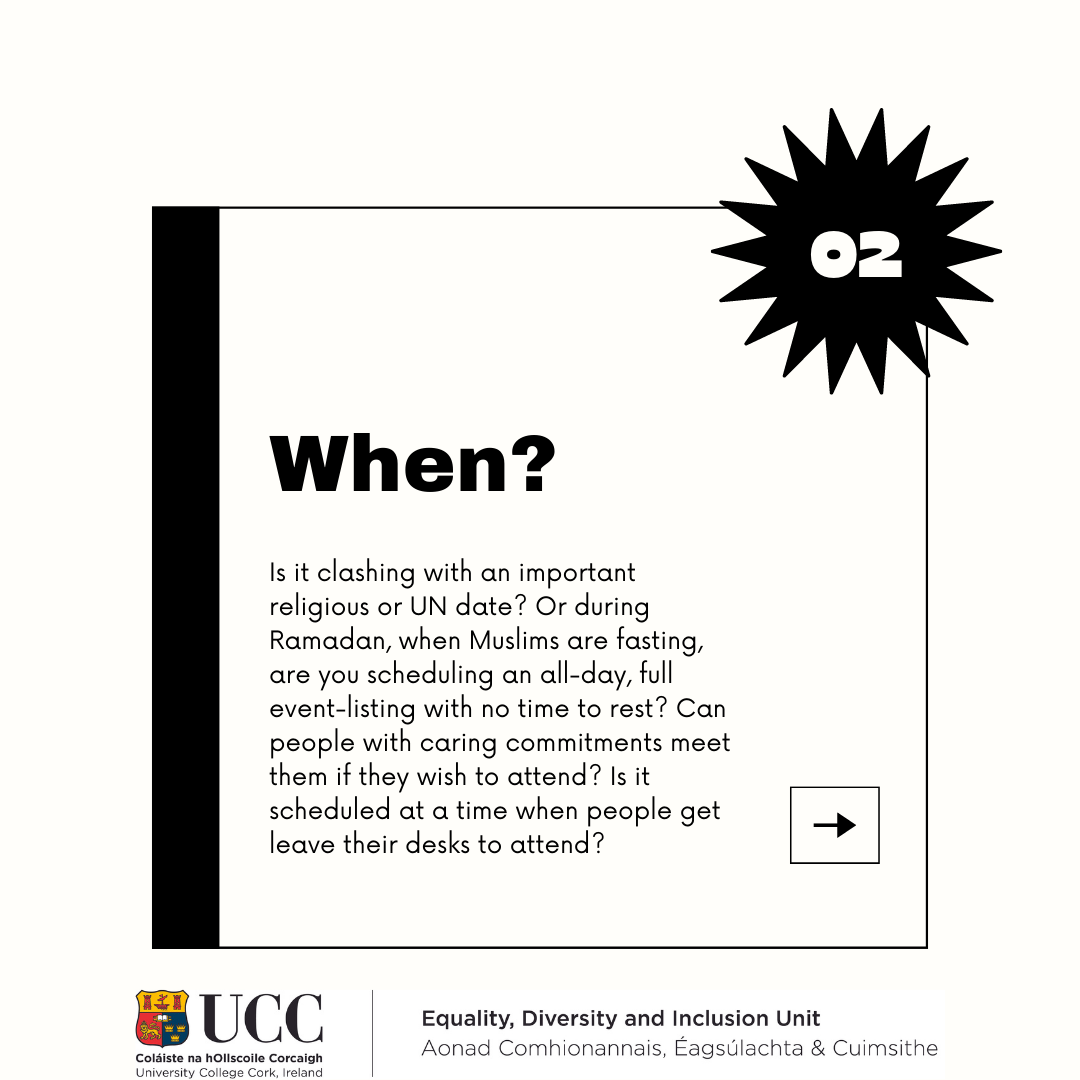 02
When?
Is it clashing with an important
religious or UN date? Or during
Ramadan, when Muslims are fasting,
are you scheduling an all-day, full
event-listing with no time to rest? Can
people with caring commitments meet
them if they wish to attend? Is it
scheduled at a time when people get
leave their desks to attend?
UCC
Coláiste na hOllscoile Corcaigh
University College Cork, Ireland
Equality, Diversity and Inclusion Unit
Aonad Comhionannais, Éagsúlachta & Cuimsithe